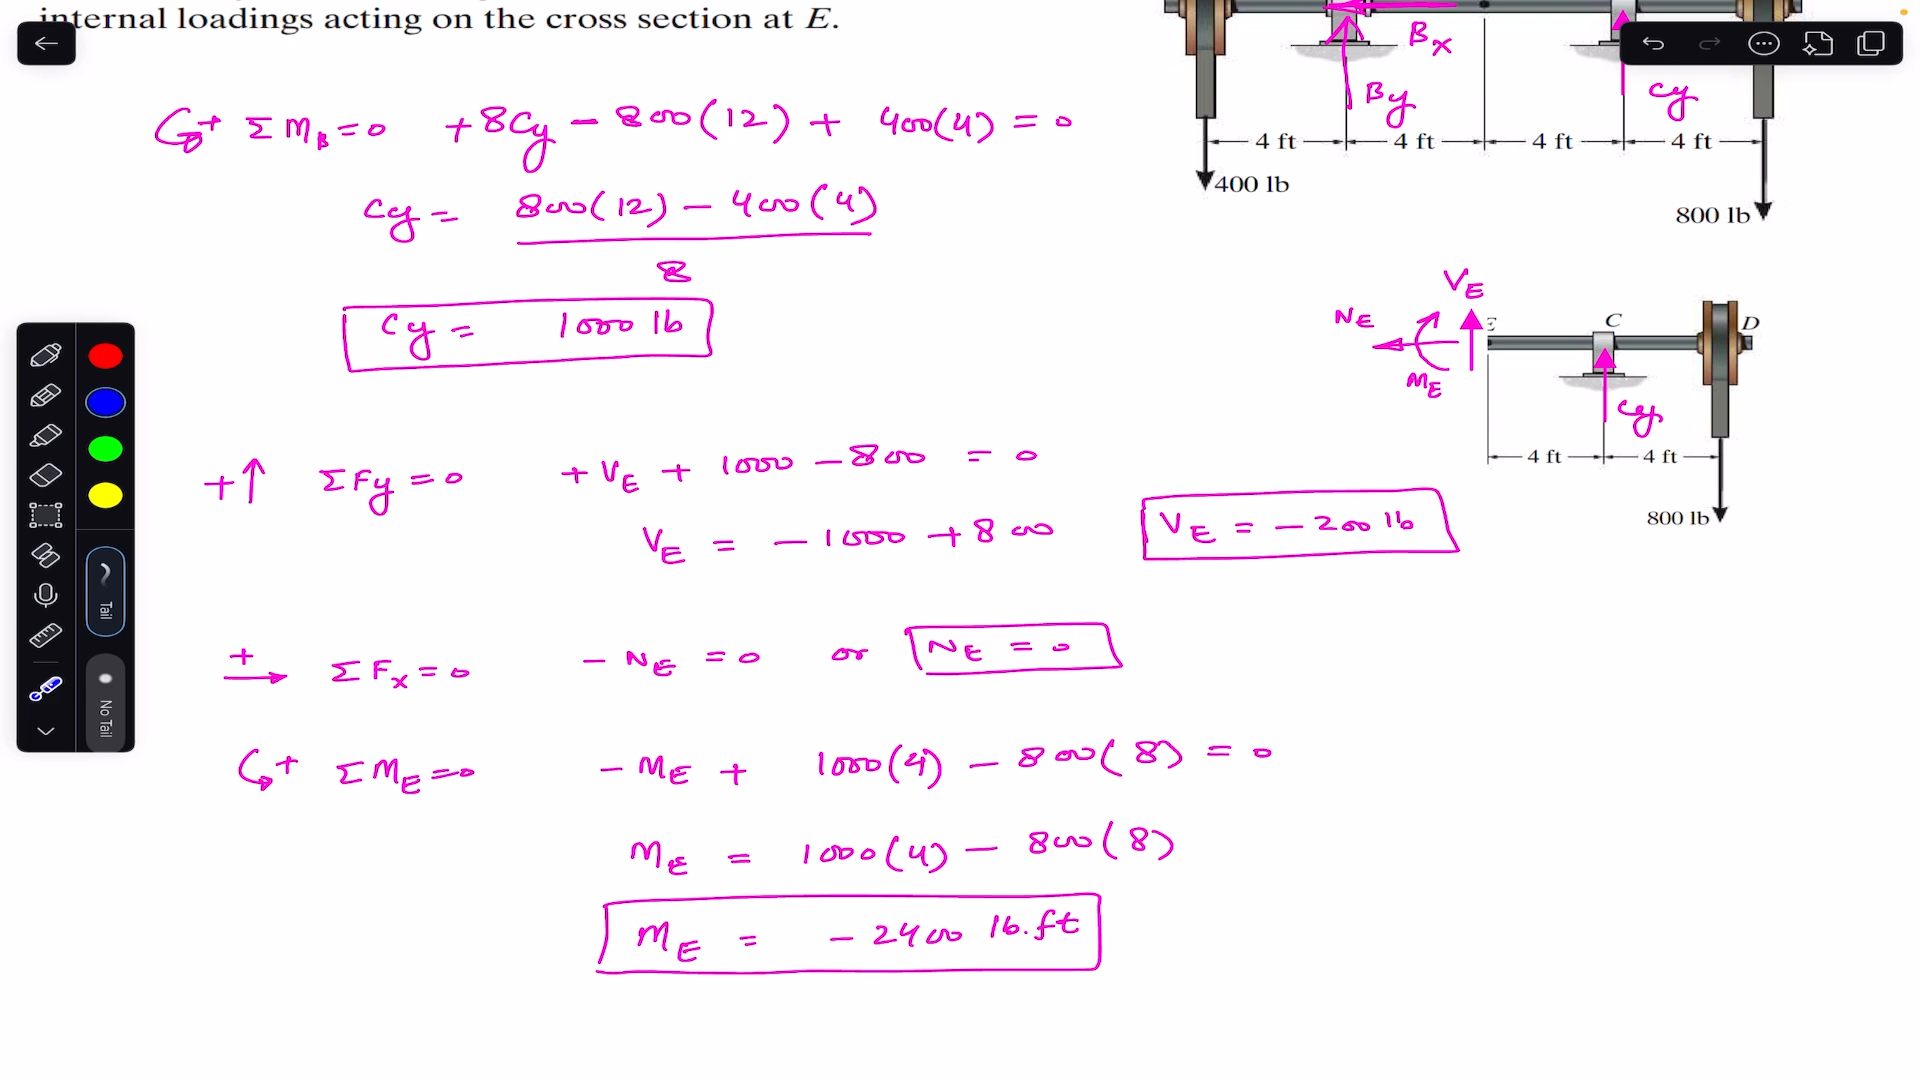 internal loadings acting on the cross section at E.
Bx
By
Cy
4 ft 4 ft 4 ft 4 ft
400 lb
800 lb
+ ΣM_B=0 +8Cy - 800(12) + 400(4) = 0
Cy = 800(12) - 400(4)
8
Cy = 1000 lb
V_E
N_E
M_E
E C D
Cy
4 ft 4 ft
800 lb
+↑ ΣFy=0 +V_E + 1000 - 800 = 0
V_E = -1000 + 800
V_E = -200 lb
+→ ΣFx=0 -N_E = 0 or N_E = 0
+ ΣM_E=0 -M_E + 1000(4) - 800(8) = 0
M_E = 1000(4) - 800(8)
M_E = -2400 lb.ft
Tail
No Tail